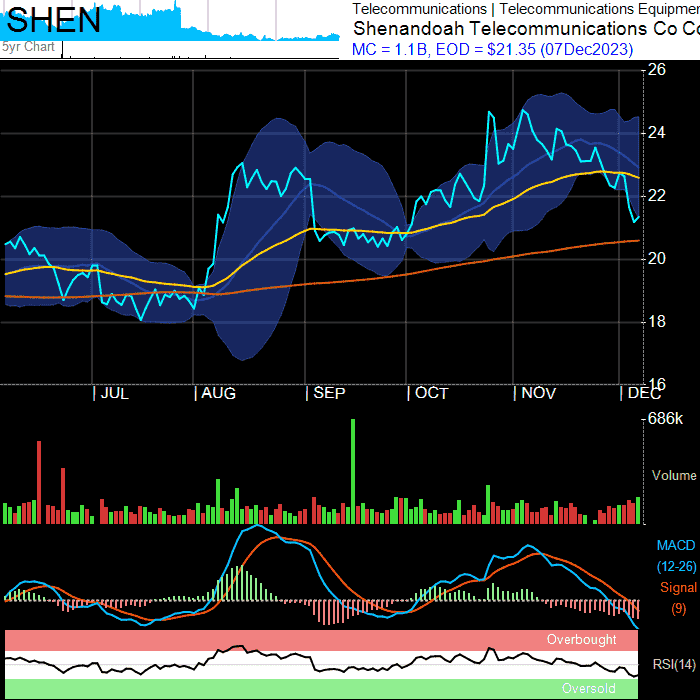 SHEN
5yr Chart
Telecommunications | Telecommunications Equipmen
Shenandoah Telecommunications Co Co
MC = 1.1B, EOD = $21.35 (07Dec2023)
26
24
22
20
18
16
| JUL
| AUG
| SEP
| OCT
| NOV
| DEC
686k
Volume
MACD
(12-26)
Signal
(9)
Overbought
RSI(14)
Oversold